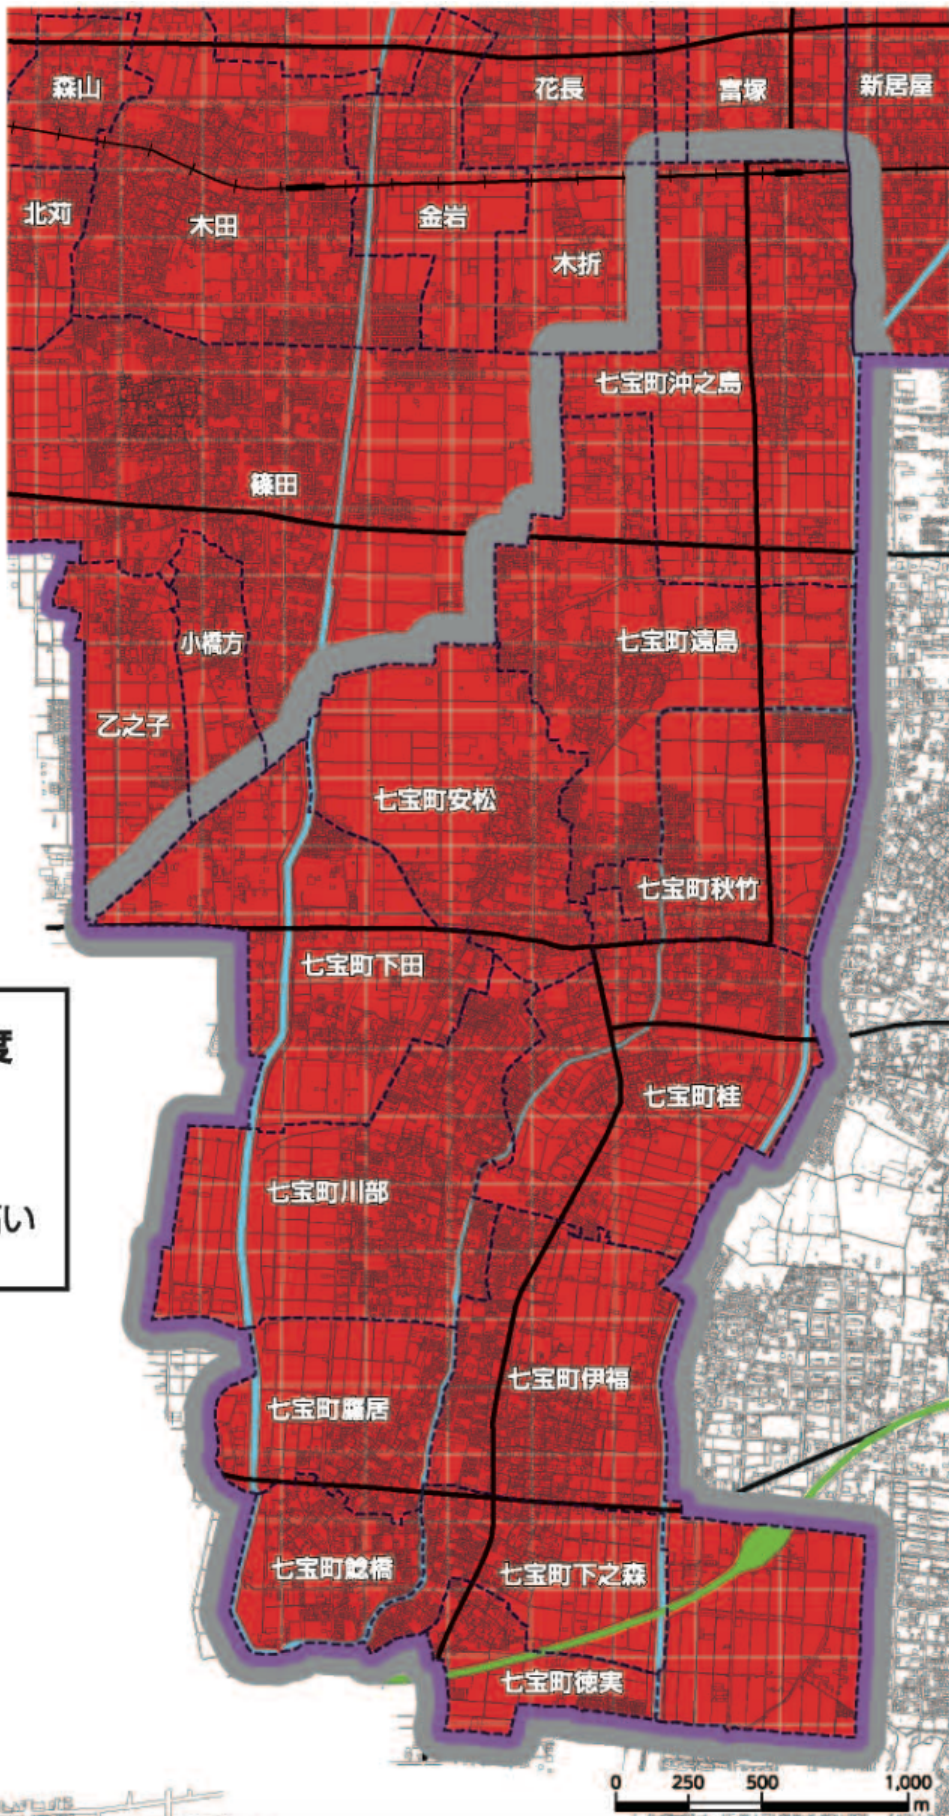 森山
花長
富塚
新居屋
北苅
木田
金岩
木折
七宝町沖之島
篠田
小橋方
七宝町遠島
乙之子
七宝町安松
七宝町秋竹
七宝町下田
度
七宝町桂
七宝町川部
い
七宝町伊福
七宝町鷹居
七宝町鯰橋
七宝町下之森
七宝町徳実
0 250 500 1,000
m